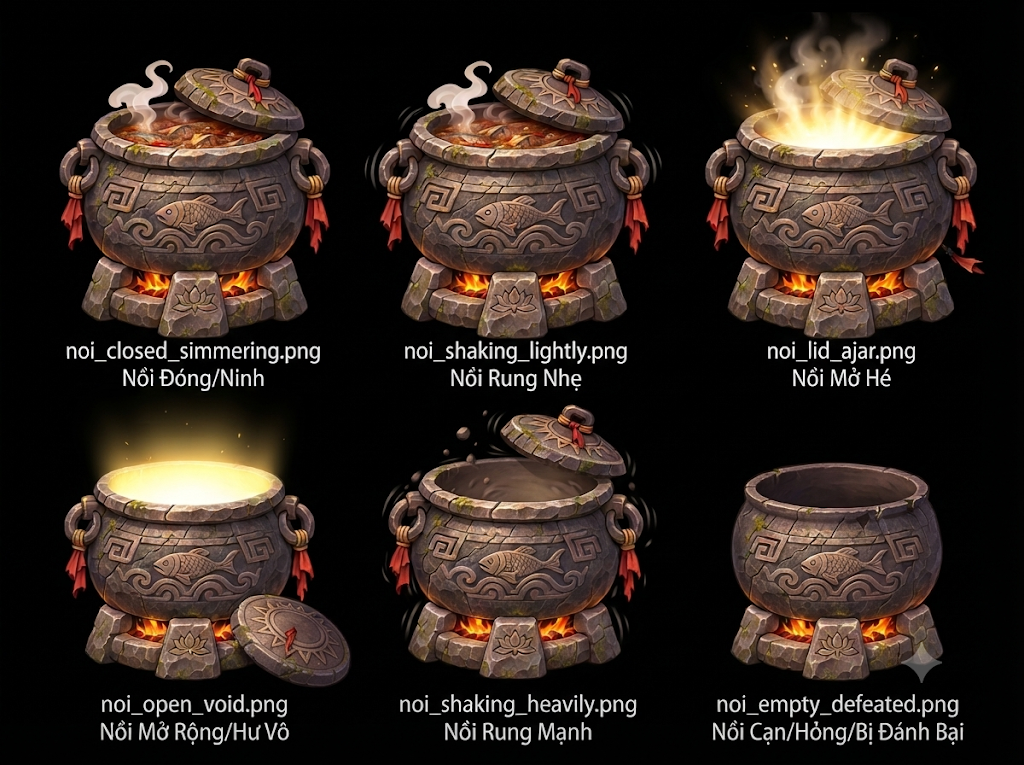 noi_closed_simmering.png
Nồi Đóng/Ninh
noi_shaking_lightly.png
Nồi Rung Nhẹ
noi_lid_ajar.png
Nồi Mở Hé
noi_open_void.png
Nồi Mở Rộng/Hư Vô
noi_shaking_heavily.png
Nồi Rung Mạnh
noi_empty_defeated.png
Nồi Cạn/Hỏng/Bị Đánh Bại